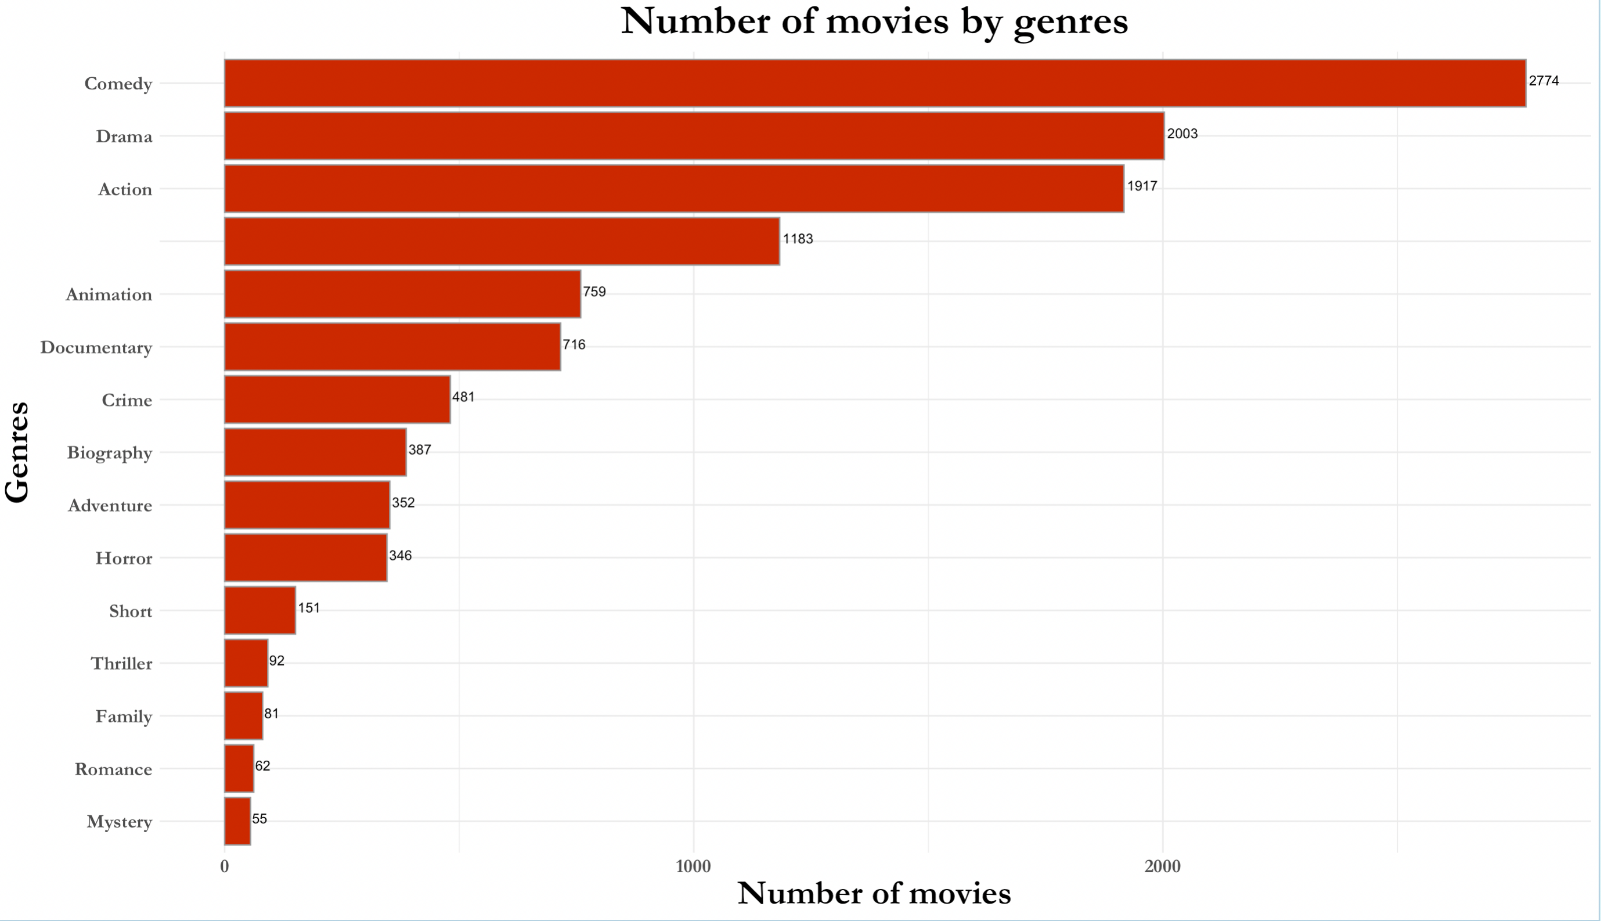 Number of movies by genres
Comedy 2774
Drama 2003
Action 1917
1183
Animation 759
Documentary 716
Crime 481
Biography 387
Adventure 352
Horror 346
Short 151
Thriller 92
Family 81
Romance 62
Mystery 55
Genres
0 1000 2000
Number of movies